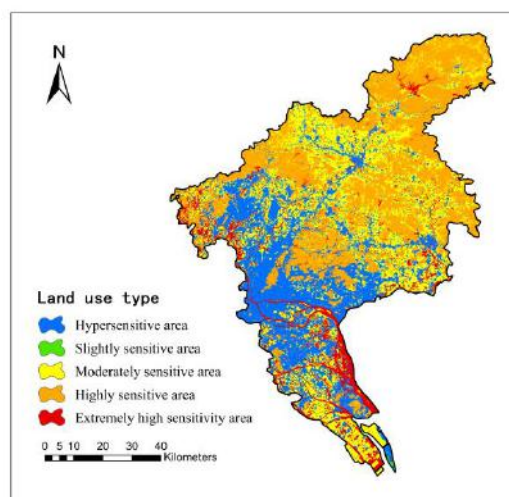 N
Land use type
Hypersensitive area
Slightly sensitive area
Moderately sensitive area
Highly sensitive area
Extremely high sensitivity area
0 5 10 20 30 40
Kilometers